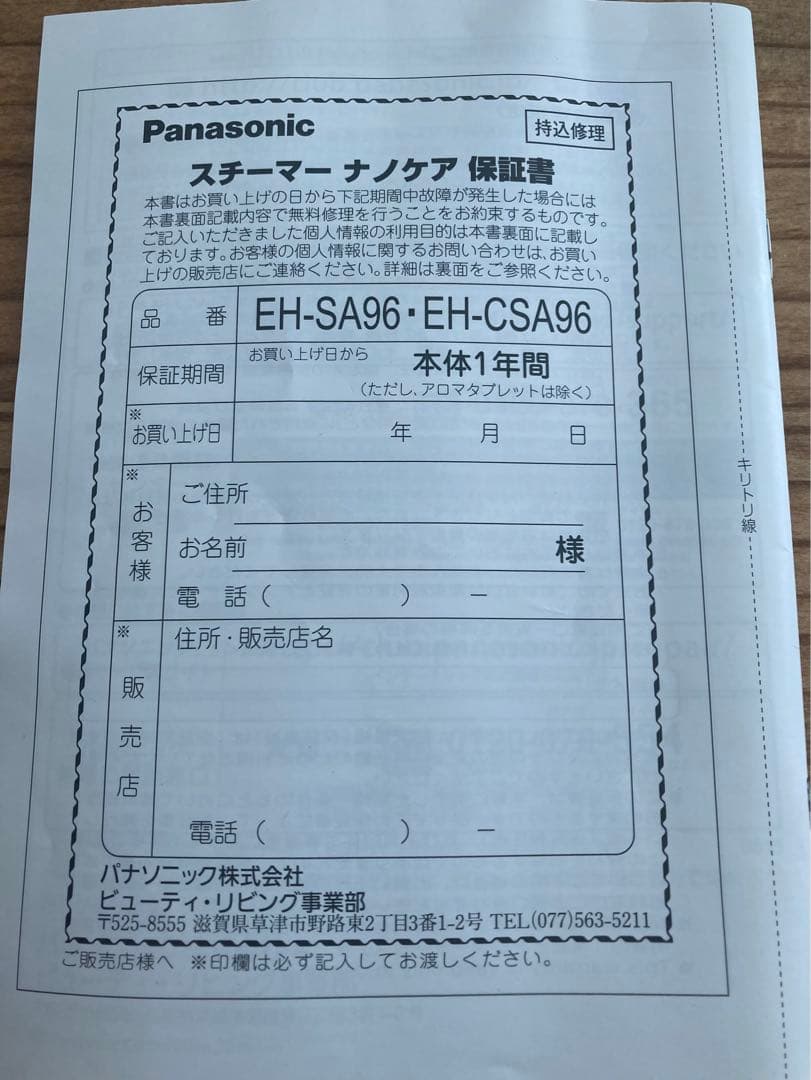 Panasonic
持込修理
スチーマー ナノケア 保証書
本書はお買い上げの日から下記期間中故障が発生した場合には
本書裏面記載内容で無料修理を行うことをお約束するものです。
ご記入いただきました個人情報の利用目的は本書裏面に記載し
ております。お客様の個人情報に関するお問い合わせは、お買い
上げの販売店にご連絡ください。詳細は裏面をご参照ください。
品 番 EH-SA96・EH-CSA96
保証期間 お買い上げ日から 本体1年間
(ただし、アロマタブレットは除く)
※お買い上げ日 年 月 日
※お客様
ご住所
お名前 様
電 話 ( ) ー
※販売店
住所・販売店名
電話 ( ) ー
パナソニック株式会社
ビューティ・リビング事業部
〒525-8555 滋賀県草津市野路東2丁目3番1-2号 TEL(077)563-5211
ご販売店様へ ※印欄は必ず記入してお渡しください。
キリトリ線